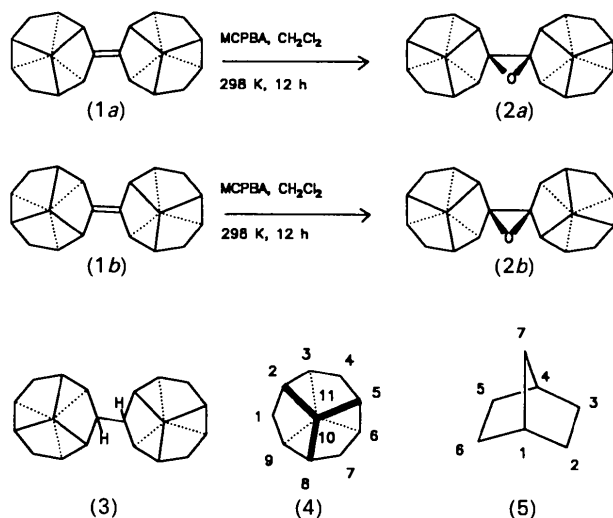 MCPBA, CH2Cl2
298 K, 12 h
O
(1a)
(2a)
MCPBA, CH2Cl2
298 K, 12 h
O
(1b)
(2b)
H
H
(3)
3
4
2
11
5
1
10
6
9
8
7
(4)
7
4
5
3
6
1
2
(5)